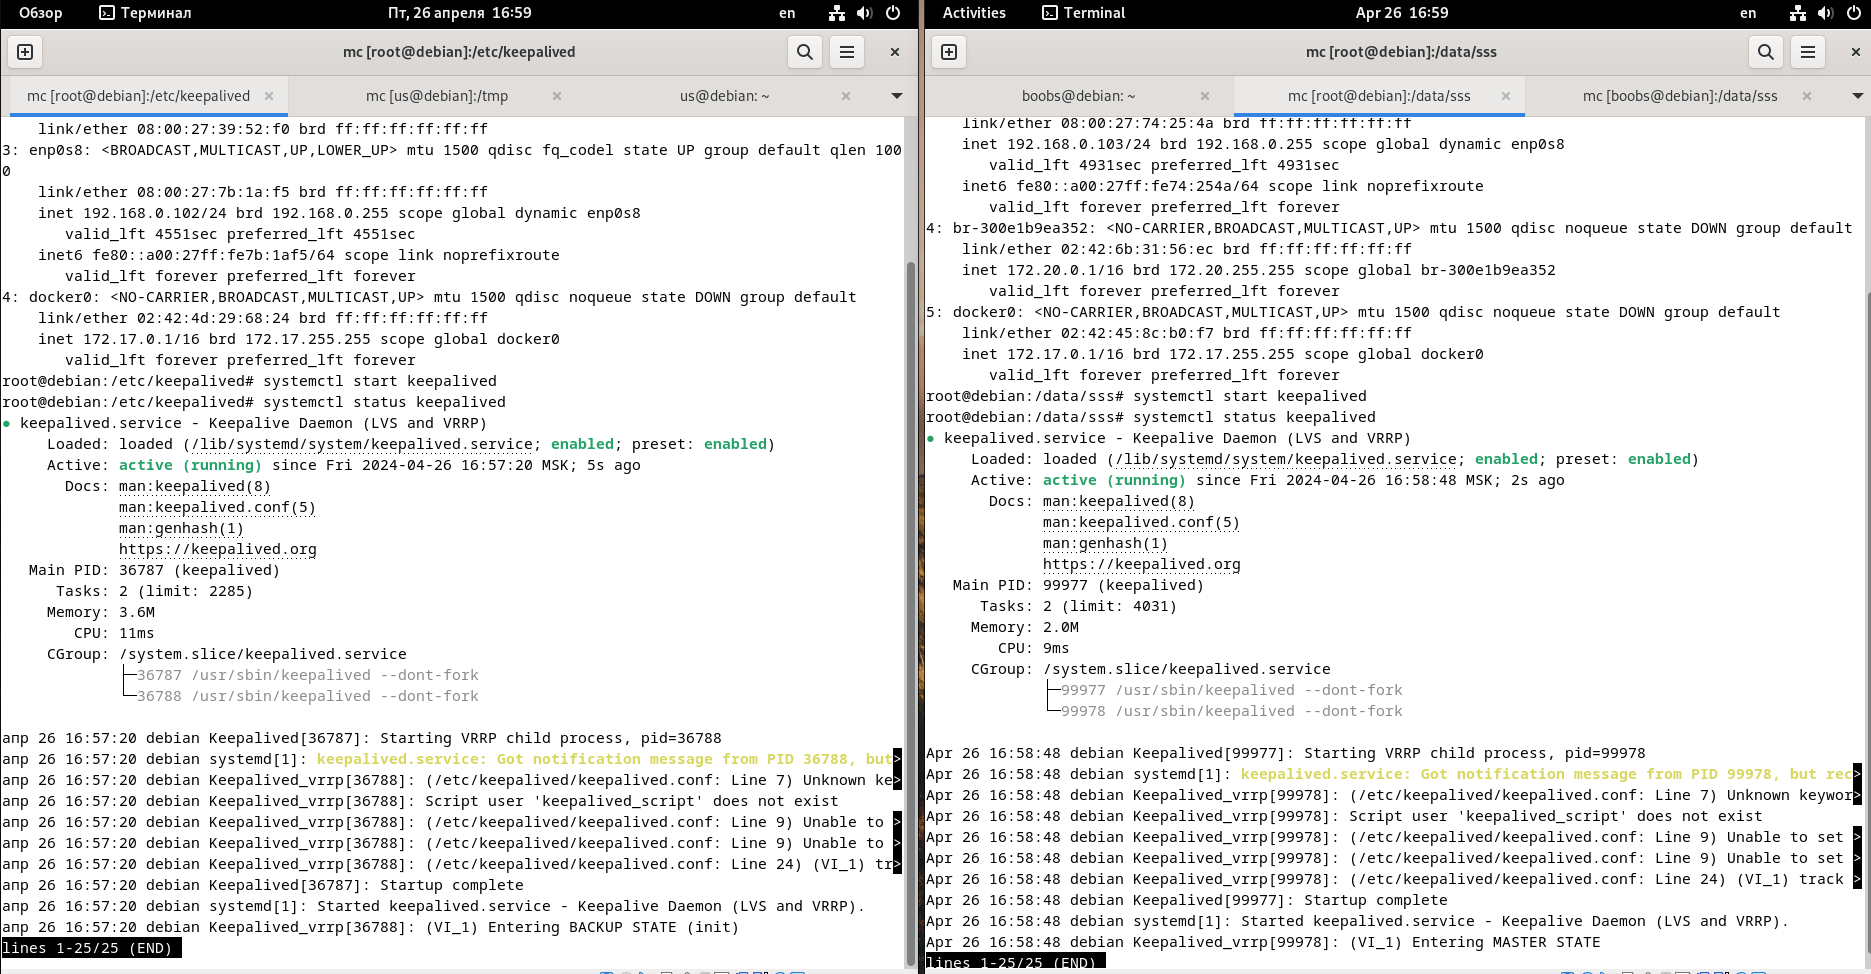 Обзор
Терминал
Пт, 26 апреля 16:59
en
mc [root@debian]:/etc/keepalived
mc [root@debian]:/etc/keepalived
mc [us@debian]:/tmp
us@debian: ~
link/ether 08:00:27:39:52:f0 brd ff:ff:ff:ff:ff:ff
3: enp0s8: <BROADCAST,MULTICAST,UP,LOWER_UP> mtu 1500 qdisc fq_codel state UP group default qlen 100
0
link/ether 08:00:27:7b:1a:f5 brd ff:ff:ff:ff:ff:ff
inet 192.168.0.102/24 brd 192.168.0.255 scope global dynamic enp0s8
valid_lft 4551sec preferred_lft 4551sec
inet6 fe80::a00:27ff:fe7b:1af5/64 scope link noprefixroute
valid_lft forever preferred_lft forever
4: docker0: <NO-CARRIER,BROADCAST,MULTICAST,UP> mtu 1500 qdisc noqueue state DOWN group default
link/ether 02:42:4d:29:68:24 brd ff:ff:ff:ff:ff:ff
inet 172.17.0.1/16 brd 172.17.255.255 scope global docker0
valid_lft forever preferred_lft forever
root@debian:/etc/keepalived# systemctl start keepalived
root@debian:/etc/keepalived# systemctl status keepalived
● keepalived.service - Keepalive Daemon (LVS and VRRP)
Loaded: loaded (/lib/systemd/system/keepalived.service; enabled; preset: enabled)
Active: active (running) since Fri 2024-04-26 16:57:20 MSK; 5s ago
Docs: man:keepalived(8)
man:keepalived.conf(5)
man:genhash(1)
https://keepalived.org
Main PID: 36787 (keepalived)
Tasks: 2 (limit: 2285)
Memory: 3.6M
CPU: 11ms
CGroup: /system.slice/keepalived.service
├─36787 /usr/sbin/keepalived --dont-fork
└─36788 /usr/sbin/keepalived --dont-fork
апр 26 16:57:20 debian Keepalived[36787]: Starting VRRP child process, pid=36788
апр 26 16:57:20 debian systemd[1]: keepalived.service: Got notification message from PID 36788, but>
апр 26 16:57:20 debian Keepalived_vrrp[36788]: (/etc/keepalived/keepalived.conf: Line 7) Unknown ke>
апр 26 16:57:20 debian Keepalived_vrrp[36788]: Script user 'keepalived_script' does not exist
апр 26 16:57:20 debian Keepalived_vrrp[36788]: (/etc/keepalived/keepalived.conf: Line 9) Unable to >
апр 26 16:57:20 debian Keepalived_vrrp[36788]: (/etc/keepalived/keepalived.conf: Line 9) Unable to >
апр 26 16:57:20 debian Keepalived_vrrp[36788]: (/etc/keepalived/keepalived.conf: Line 24) (VI_1) tr>
апр 26 16:57:20 debian Keepalived[36787]: Startup complete
апр 26 16:57:20 debian systemd[1]: Started keepalived.service - Keepalive Daemon (LVS and VRRP).
апр 26 16:57:20 debian Keepalived_vrrp[36788]: (VI_1) Entering BACKUP STATE (init)
lines 1-25/25 (END)
Activities
Terminal
Apr 26 16:59
en
mc [root@debian]:/data/sss
boobs@debian: ~
mc [root@debian]:/data/sss
mc [boobs@debian]:/data/sss
link/ether 08:00:27:74:25:4a brd ff:ff:ff:ff:ff:ff
inet 192.168.0.103/24 brd 192.168.0.255 scope global dynamic enp0s8
valid_lft 4931sec preferred_lft 4931sec
inet6 fe80::a00:27ff:fe74:254a/64 scope link noprefixroute
valid_lft forever preferred_lft forever
4: br-300e1b9ea352: <NO-CARRIER,BROADCAST,MULTICAST,UP> mtu 1500 qdisc noqueue state DOWN group default
link/ether 02:42:6b:31:56:ec brd ff:ff:ff:ff:ff:ff
inet 172.20.0.1/16 brd 172.20.255.255 scope global br-300e1b9ea352
valid_lft forever preferred_lft forever
5: docker0: <NO-CARRIER,BROADCAST,MULTICAST,UP> mtu 1500 qdisc noqueue state DOWN group default
link/ether 02:42:45:8c:b0:f7 brd ff:ff:ff:ff:ff:ff
inet 172.17.0.1/16 brd 172.17.255.255 scope global docker0
valid_lft forever preferred_lft forever
root@debian:/data/sss# systemctl start keepalived
root@debian:/data/sss# systemctl status keepalived
● keepalived.service - Keepalive Daemon (LVS and VRRP)
Loaded: loaded (/lib/systemd/system/keepalived.service; enabled; preset: enabled)
Active: active (running) since Fri 2024-04-26 16:58:48 MSK; 2s ago
Docs: man:keepalived(8)
man:keepalived.conf(5)
man:genhash(1)
https://keepalived.org
Main PID: 99977 (keepalived)
Tasks: 2 (limit: 4031)
Memory: 2.0M
CPU: 9ms
CGroup: /system.slice/keepalived.service
├─99977 /usr/sbin/keepalived --dont-fork
└─99978 /usr/sbin/keepalived --dont-fork
Apr 26 16:58:48 debian Keepalived[99977]: Starting VRRP child process, pid=99978
Apr 26 16:58:48 debian systemd[1]: keepalived.service: Got notification message from PID 99978, but rec>
Apr 26 16:58:48 debian Keepalived_vrrp[99978]: (/etc/keepalived/keepalived.conf: Line 7) Unknown keywor>
Apr 26 16:58:48 debian Keepalived_vrrp[99978]: Script user 'keepalived_script' does not exist
Apr 26 16:58:48 debian Keepalived_vrrp[99978]: (/etc/keepalived/keepalived.conf: Line 9) Unable to set >
Apr 26 16:58:48 debian Keepalived_vrrp[99978]: (/etc/keepalived/keepalived.conf: Line 9) Unable to set >
Apr 26 16:58:48 debian Keepalived_vrrp[99978]: (/etc/keepalived/keepalived.conf: Line 24) (VI_1) track >
Apr 26 16:58:48 debian Keepalived[99977]: Startup complete
Apr 26 16:58:48 debian systemd[1]: Started keepalived.service - Keepalive Daemon (LVS and VRRP).
Apr 26 16:58:48 debian Keepalived_vrrp[99978]: (VI_1) Entering MASTER STATE
lines 1-25/25 (END)